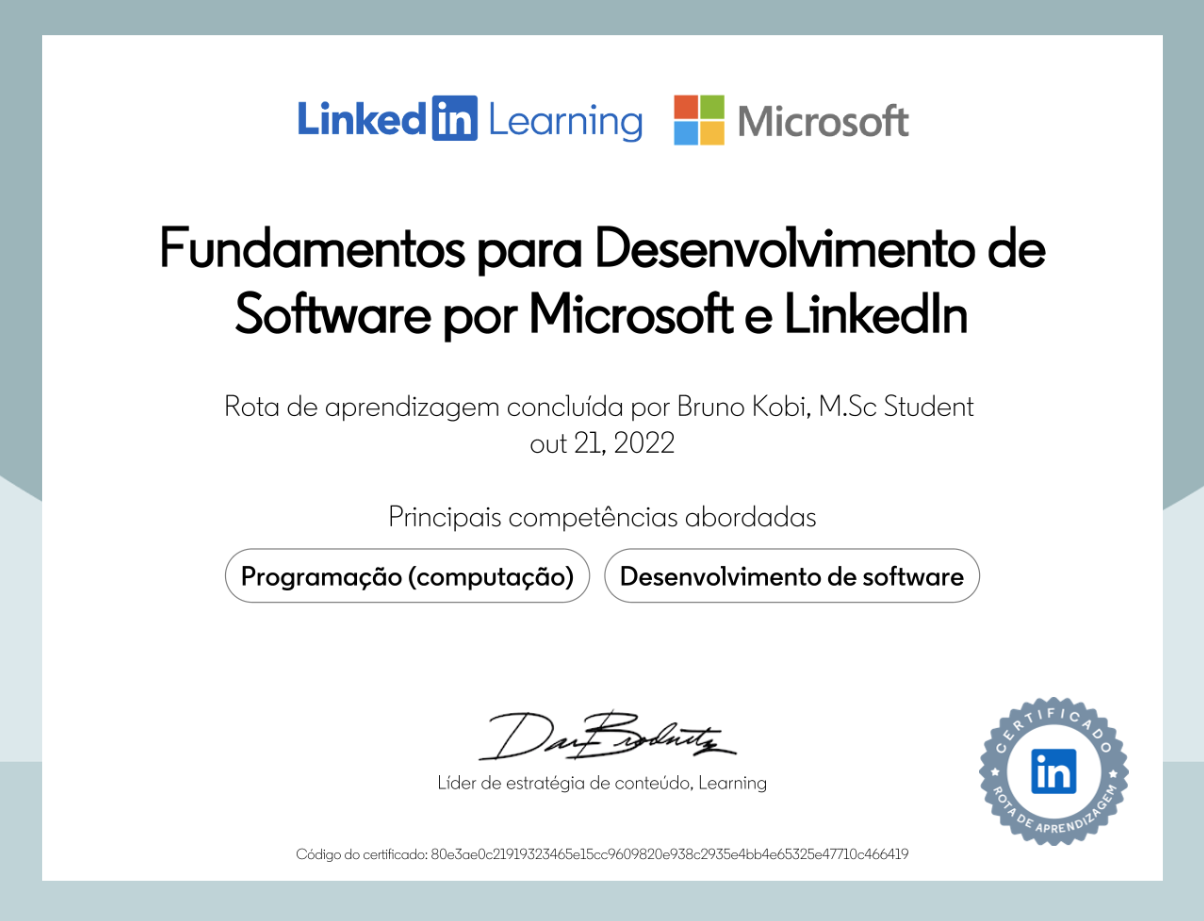 LinkedIn Learning Microsoft
Fundamentos para Desenvolvimento de
Software por Microsoft e LinkedIn
Rota de aprendizagem concluída por Bruno Kobi, M.Sc Student
out 21, 2022
Principais competências abordadas
Programação (computação) Desenvolvimento de software
Líder de estratégia de conteúdo, Learning
CERTIFICADO
in
ROTA DE APRENDIZAGEM
Código do certificado: 80e3ae0c21919323465e15cc9609820e938c2935e4bb4e65325e47710c466419